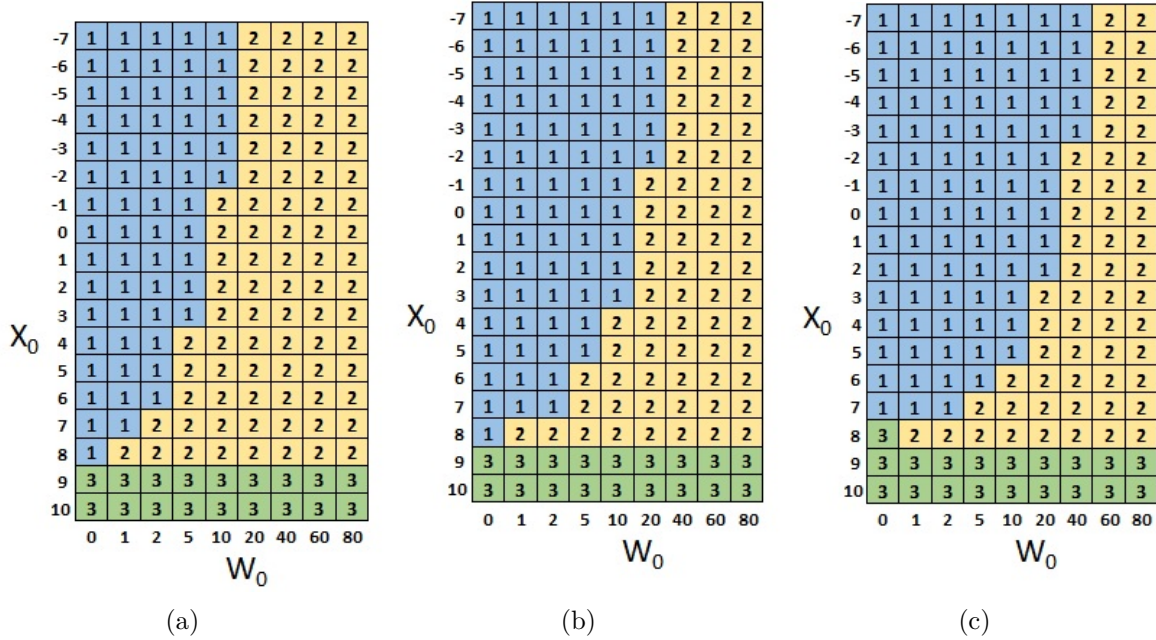 -7 1 1 1 1 1 2 2 2 2
-6 1 1 1 1 1 2 2 2 2
-5 1 1 1 1 1 2 2 2 2
-4 1 1 1 1 1 2 2 2 2
-3 1 1 1 1 1 2 2 2 2
-2 1 1 1 1 1 2 2 2 2
-1 1 1 1 1 2 2 2 2 2
0 1 1 1 1 2 2 2 2 2
1 1 1 1 1 2 2 2 2 2
2 1 1 1 1 2 2 2 2 2
3 1 1 1 1 2 2 2 2 2
X₀
4 1 1 1 2 2 2 2 2 2
5 1 1 1 2 2 2 2 2 2
6 1 1 1 2 2 2 2 2 2
7 1 1 2 2 2 2 2 2 2
8 1 2 2 2 2 2 2 2 2
9 3 3 3 3 3 3 3 3 3
10 3 3 3 3 3 3 3 3 3
0 1 2 5 10 20 40 60 80
W₀
(a)
-7 1 1 1 1 1 1 2 2 2
-6 1 1 1 1 1 1 2 2 2
-5 1 1 1 1 1 1 2 2 2
-4 1 1 1 1 1 1 2 2 2
-3 1 1 1 1 1 1 2 2 2
-2 1 1 1 1 1 1 2 2 2
-1 1 1 1 1 1 2 2 2 2
0 1 1 1 1 1 2 2 2 2
1 1 1 1 1 1 2 2 2 2
2 1 1 1 1 1 2 2 2 2
3 1 1 1 1 1 2 2 2 2
X₀
4 1 1 1 1 2 2 2 2 2
5 1 1 1 1 2 2 2 2 2
6 1 1 1 2 2 2 2 2 2
7 1 1 1 2 2 2 2 2 2
8 1 2 2 2 2 2 2 2 2
9 3 3 3 3 3 3 3 3 3
10 3 3 3 3 3 3 3 3 3
0 1 2 5 10 20 40 60 80
W₀
(b)
-7 1 1 1 1 1 1 1 2 2
-6 1 1 1 1 1 1 1 2 2
-5 1 1 1 1 1 1 1 2 2
-4 1 1 1 1 1 1 1 2 2
-3 1 1 1 1 1 1 1 2 2
-2 1 1 1 1 1 1 2 2 2
-1 1 1 1 1 1 1 2 2 2
0 1 1 1 1 1 1 2 2 2
1 1 1 1 1 1 1 2 2 2
2 1 1 1 1 1 1 2 2 2
3 1 1 1 1 1 2 2 2 2
X₀
4 1 1 1 1 1 2 2 2 2
5 1 1 1 1 1 2 2 2 2
6 1 1 1 1 2 2 2 2 2
7 1 1 1 2 2 2 2 2 2
8 3 2 2 2 2 2 2 2 2
9 3 3 3 3 3 3 3 3 3
10 3 3 3 3 3 3 3 3 3
0 1 2 5 10 20 40 60 80
W₀
(c)